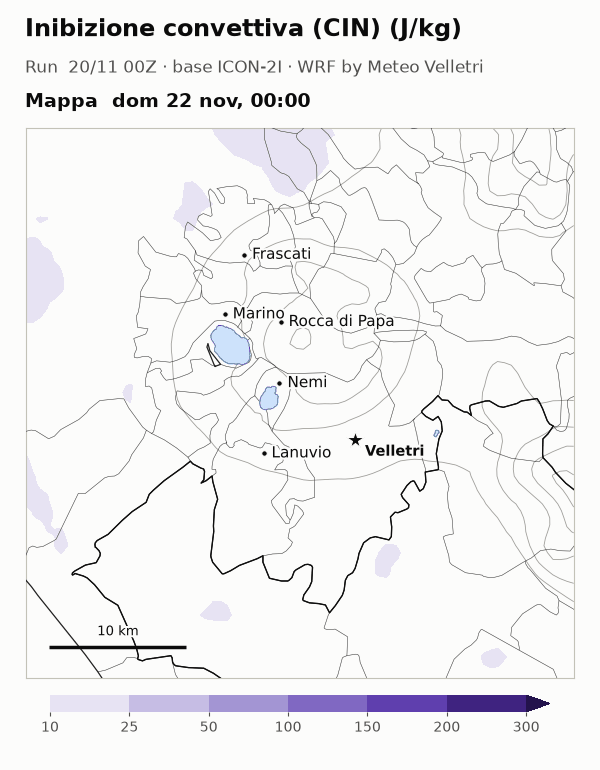 Inibizione convettiva (CIN) (J/kg)
Run  20/11 00Z · base ICON-2I · WRF by Meteo Velletri
Mappa  dom 22 nov, 00:00
Frascati
Marino
Rocca di Papa
Nemi
Velletri
Lanuvio
10 km
10 25 50 100 150 200 300